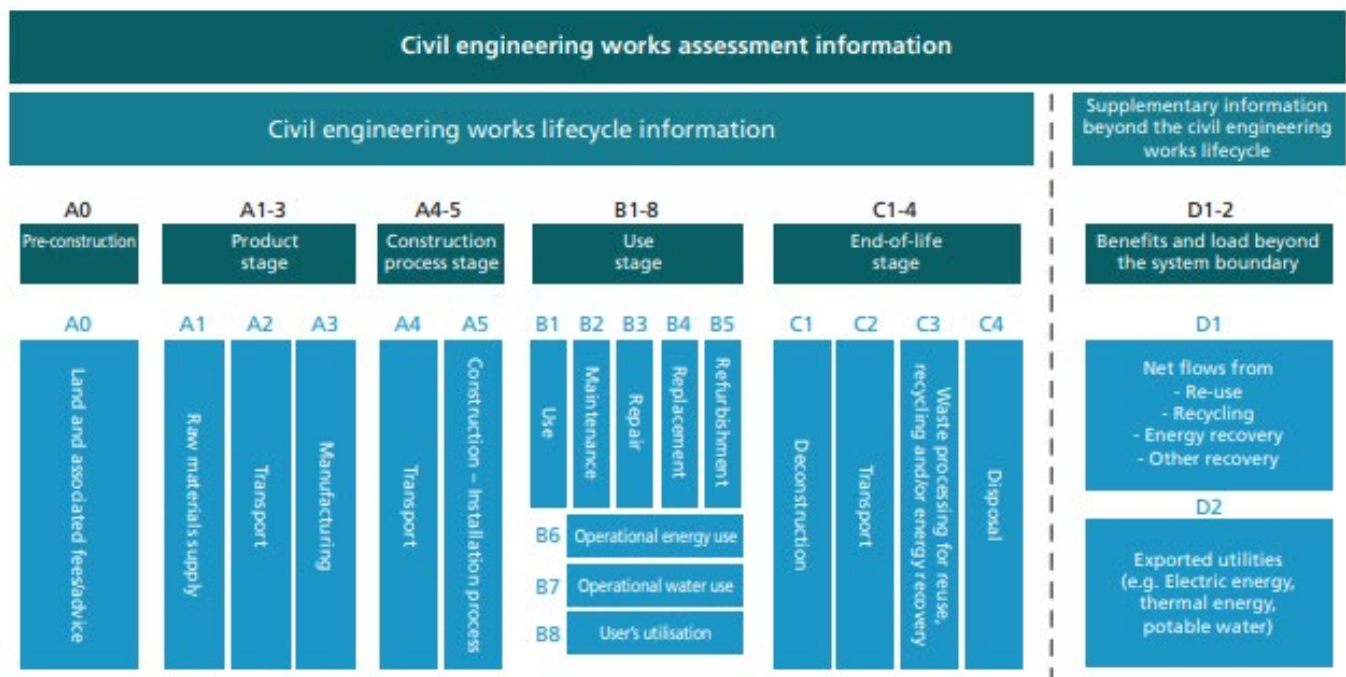 Civil engineering works assessment information
Civil engineering works lifecycle information
Supplementary information
beyond the civil engineering
works lifecycle
A0
Pre-construction
A1-3
Product
stage
A4-5
Construction
process stage
B1-8
Use
stage
C1-4
End-of-life
stage
D1-2
Benefits and load beyond
the system boundary
A0
Land and associated fees/advice
A1
Raw materials supply
A2
Transport
A3
Manufacturing
A4
Transport
A5
Construction – Installation process
B1
Use
B2
Maintenance
B3
Repair
B4
Replacement
B5
Refurbishment
B6
Operational energy use
B7
Operational water use
B8
User's utilisation
C1
Deconstruction
C2
Transport
C3
Waste processing for reuse,
recycling and/or energy recovery
C4
Disposal
D1
Net flows from
- Re-use
- Recycling
- Energy recovery
- Other recovery
D2
Exported utilities
(e.g. Electric energy,
thermal energy,
potable water)